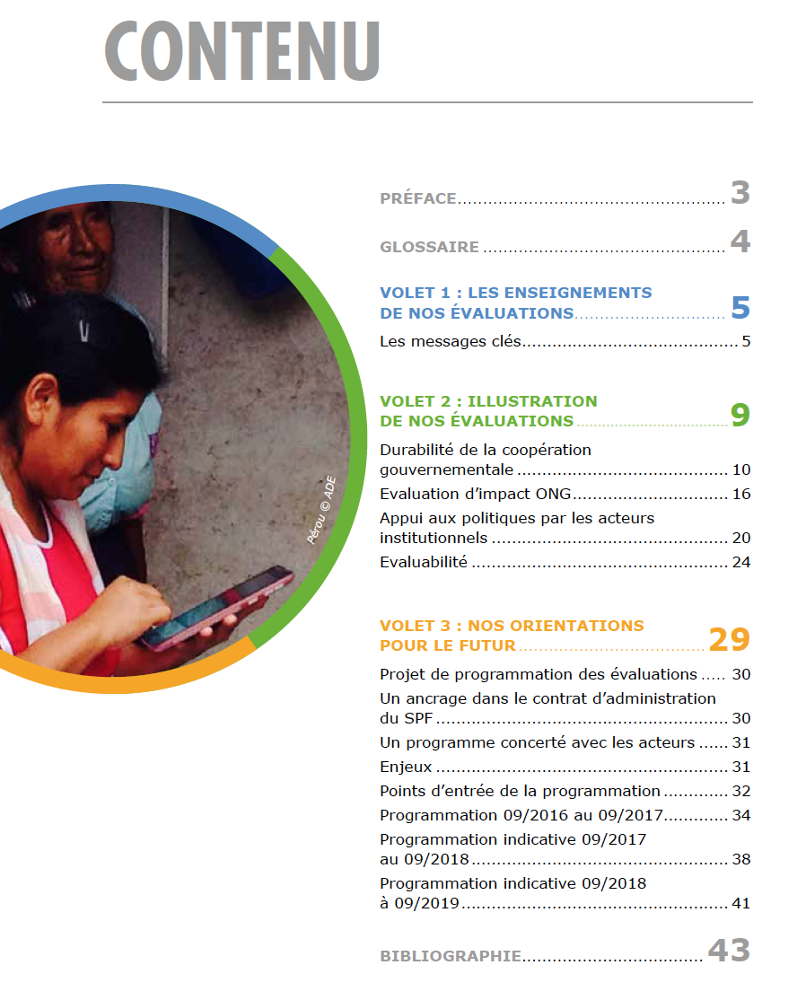 CONTENU
PRÉFACE..................................................... 3
GLOSSAIRE ................................................ 4
VOLET 1 : LES ENSEIGNEMENTS
DE NOS ÉVALUATIONS.............................. 5
Les messages clés........................................... 5
VOLET 2 : ILLUSTRATION
DE NOS ÉVALUATIONS.............................. 9
Durabilité de la coopération
gouvernementale .......................................... 10
Evaluation d’impact ONG............................... 16
Appui aux politiques par les acteurs
institutionnels ............................................... 20
Evaluabilité ................................................... 24
VOLET 3 : NOS ORIENTATIONS
POUR LE FUTUR ..................................... 29
Projet de programmation des évaluations ..... 30
Un ancrage dans le contrat d’administration
du SPF .......................................................... 30
Un programme concerté avec les acteurs ...... 31
Enjeux .......................................................... 31
Points d’entrée de la programmation ............. 32
Programmation 09/2016 au 09/2017............. 34
Programmation indicative 09/2017
au 09/2018................................................... 38
Programmation indicative 09/2018
à 09/2019..................................................... 41
BIBLIOGRAPHIE.................................... 43
Pérou © ADE